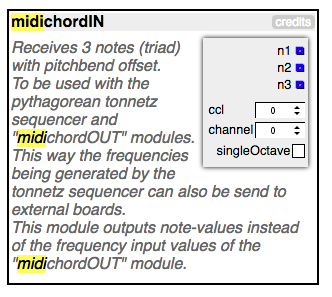 midichordIN
credits
Receives 3 notes (triad)
with pitchbend offset.
To be used with the
pythagorean tonnetz
sequencer and
"midichordOUT" modules.
This way the frequencies
being generated by the
tonnetz sequencer can also be send to
external boards.
This module outputs note-values instead
of the frequency input values of the
"midichordOUT" module.
n1
n2
n3
ccl 0
channel 0
singleOctave